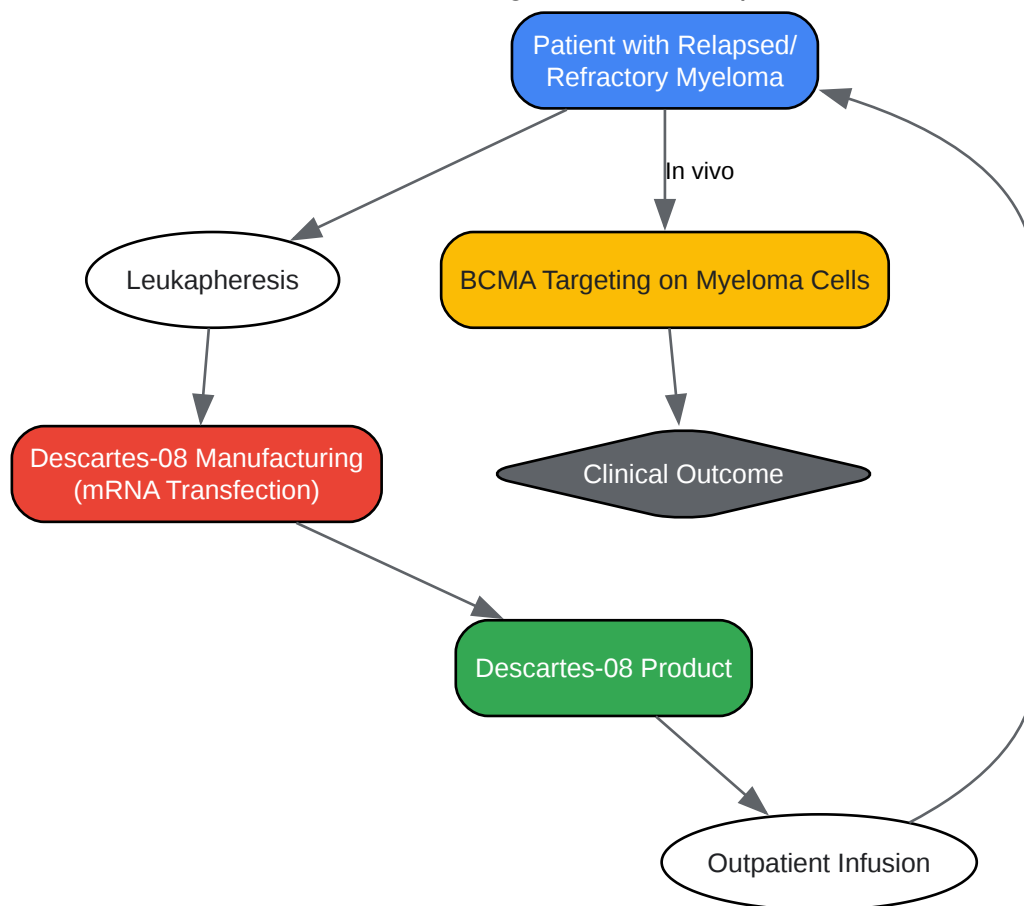 Patient with Relapsed/
Refractory Myeloma
In vivo
Leukapheresis
BCMA Targeting on Myeloma Cells
Descartes-08 Manufacturing
(mRNA Transfection)
Clinical Outcome
Descartes-08 Product
Outpatient Infusion